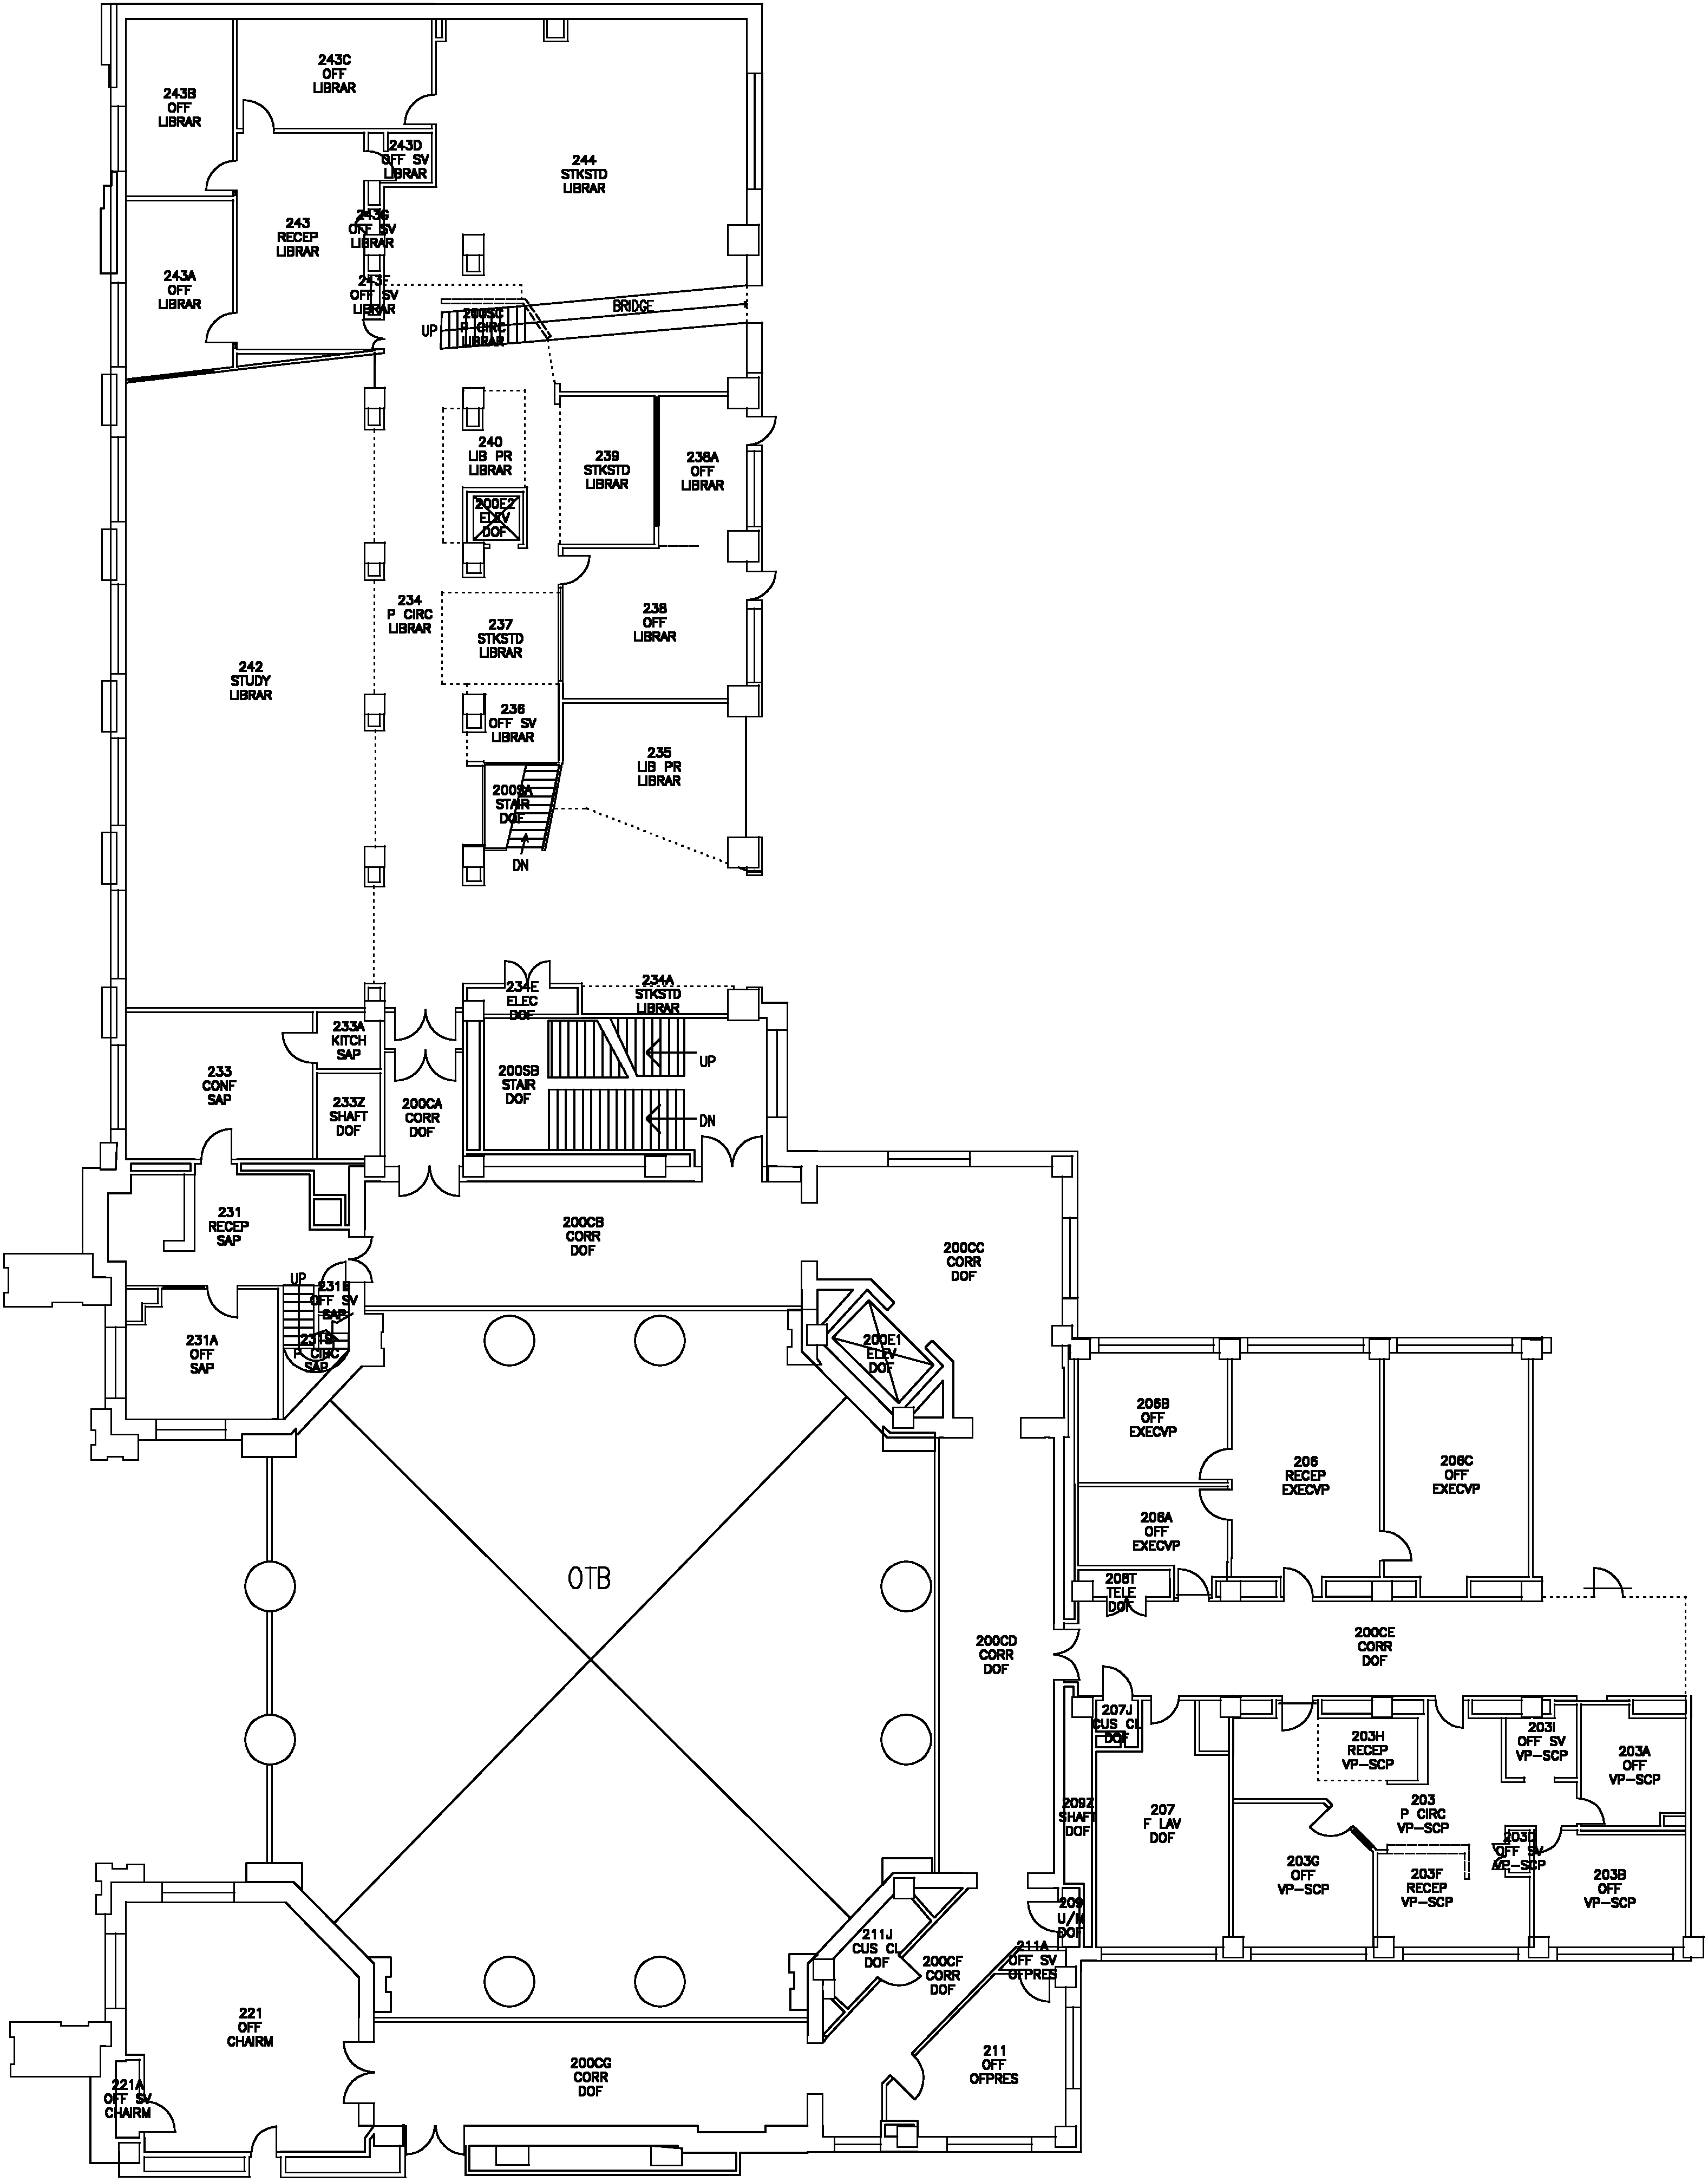 243C
OFF
LIBRAR
243B
OFF
LIBRAR
243D
OFF SV
LIBRAR
244
STKSTD
LIBRAR
243
RECEP
LIBRAR
243G
OFF SV
LIBRAR
243A
OFF
LIBRAR
243F
OFF SV
LIBRAR
200SC
P CIRC
LIBRAR
UP
BRIDGE
240
LIB PR
LIBRAR
239
STKSTD
LIBRAR
238A
OFF
LIBRAR
200E2
ELEV
DOF
234
P CIRC
LIBRAR
237
STKSTD
LIBRAR
238
OFF
LIBRAR
242
STUDY
LIBRAR
236
OFF SV
LIBRAR
235
LIB PR
LIBRAR
200SA
STAIR
DOF
DN
234E
ELEC
DOF
234A
STKSTD
LIBRAR
233A
KITCH
SAP
233
CONF
SAP
233Z
SHAFT
DOF
200CA
CORR
DOF
200SB
STAIR
DOF
UP
DN
231
RECEP
SAP
200CB
CORR
DOF
200CC
CORR
DOF
UP
OFF SV
SAP
231A
OFF
SAP
P CIRC
SAP
200E1
ELEV
DOF
206B
OFF
EXECVP
206
RECEP
EXECVP
206C
OFF
EXECVP
206A
OFF
EXECVP
208T
TELE
DOF
OTB
200CD
CORR
DOF
200CE
CORR
DOF
207J
CUS CL
DOF
203H
RECEP
VP-SCP
203I
OFF SV
VP-SCP
203A
OFF
VP-SCP
209Z
SHAFT
DOF
207
F LAV
DOF
203
P CIRC
VP-SCP
203D
OFF SV
VP-SCP
203G
OFF
VP-SCP
203F
RECEP
VP-SCP
203B
OFF
VP-SCP
209
U/M
DOF
211J
CUS CL
DOF
200CF
CORR
DOF
211A
OFF SV
OFPRES
221
OFF
CHAIRM
200CG
CORR
DOF
211
OFF
OFPRES
221A
OFF SV
CHAIRM